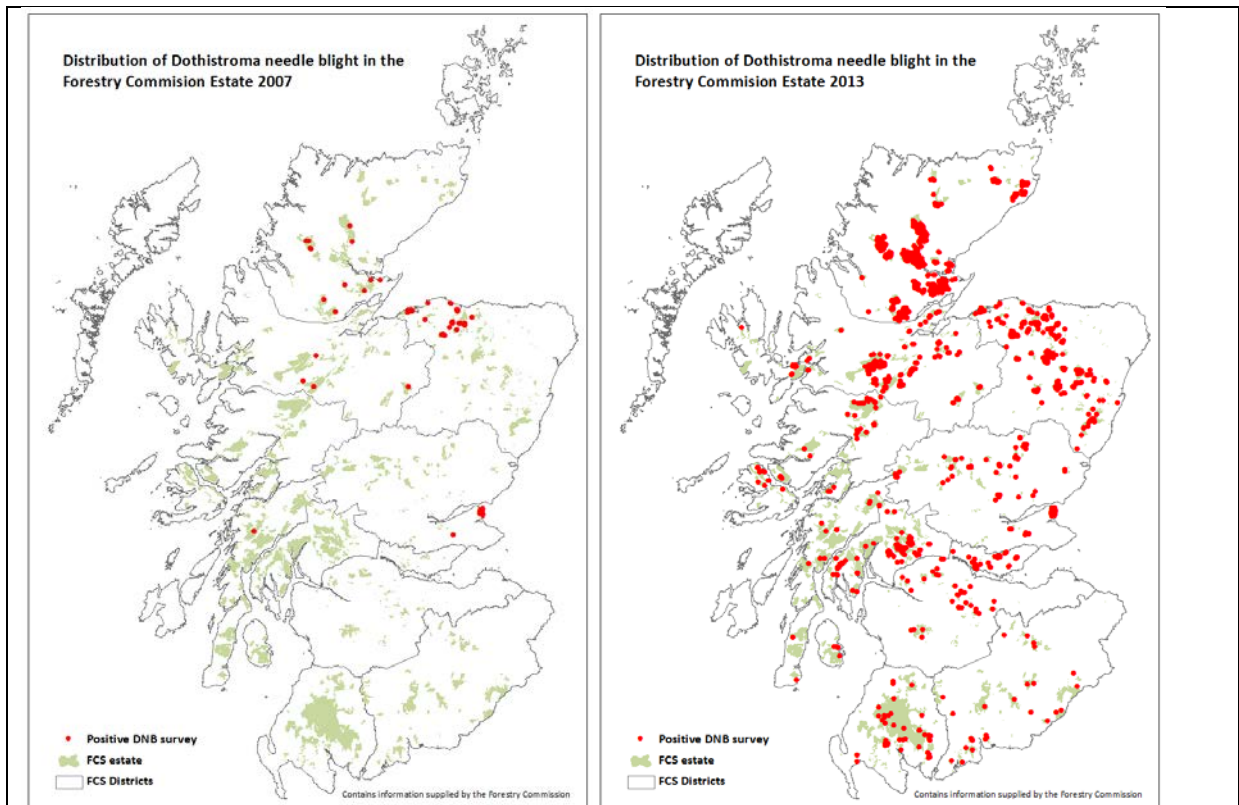 Distribution of Dothistroma needle blight in the
Forestry Commision Estate 2007
Positive DNB survey
FCS estate
FCS Districts
Contains information supplied by the Forestry Commission
Distribution of Dothistroma needle blight in the
Forestry Commision Estate 2013
Positive DNB survey
FCS estate
FCS Districts
Contains information supplied by the Forestry Commission